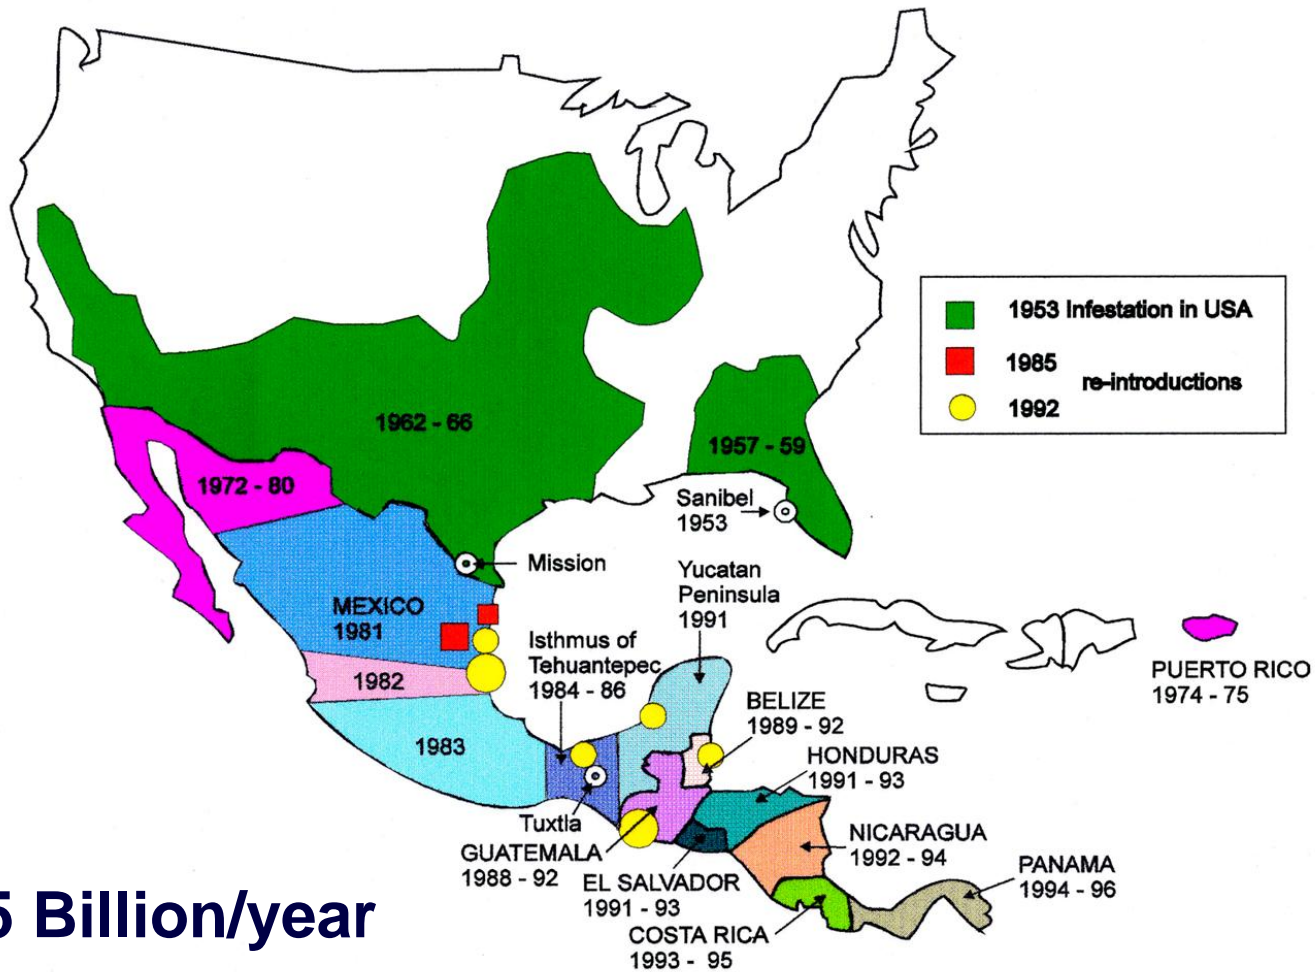 1953 Infestation in USA
1985
re-introductions
1992
1962 - 66
1957 - 59
1972 - 80
Sanibel
1953
Mission
Yucatan
Peninsula
1991
MEXICO
1981
Isthmus of
Tehuantepec
1984 - 86
PUERTO RICO
1974 - 75
1982
BELIZE
1989 - 92
1983
HONDURAS
1991 - 93
Tuxtla
GUATEMALA
1988 - 92
NICARAGUA
1992 - 94
EL SALVADOR
1991 - 93
PANAMA
1994 - 96
COSTA RICA
1993 - 95
5 Billion/year